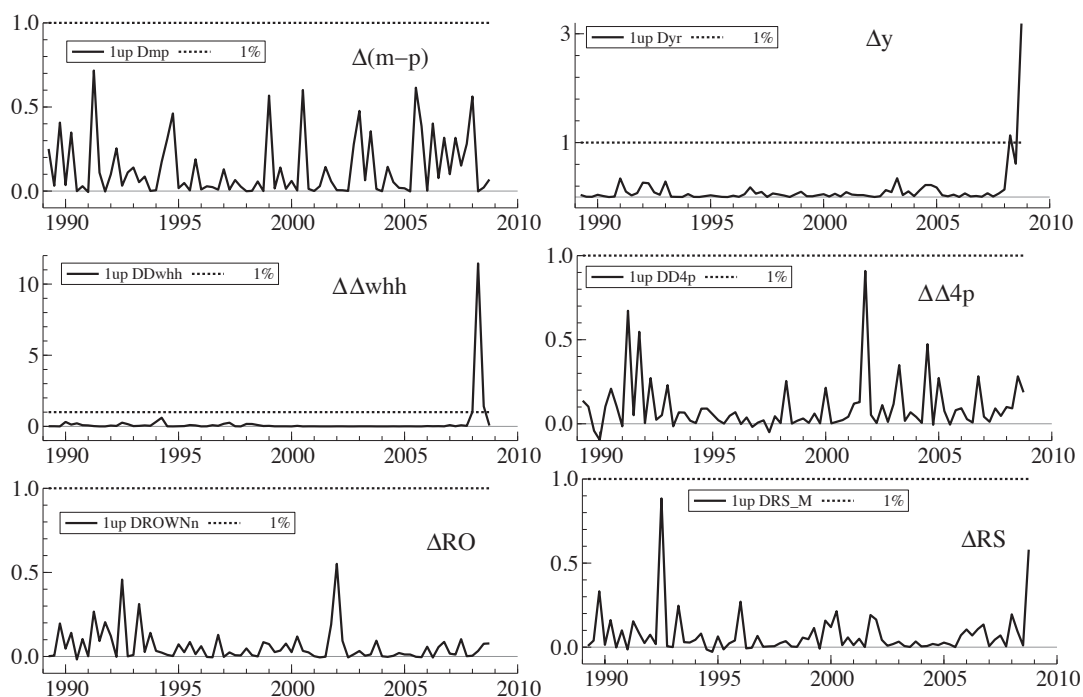 1.0
1up Dmp 1%
Δ(m−p)
0.5
0.0
1990 1995 2000 2005 2010
3
1up Dyr 1%
Δy
1
1990 1995 2000 2005 2010
10
1up DDwhh 1%
ΔΔwhh
5
0
1990 1995 2000 2005 2010
1.0
1up DD4p 1%
ΔΔ4p
0.5
0.0
1990 1995 2000 2005 2010
1.0
1up DROWNn 1%
ΔRO
0.5
0.0
1990 1995 2000 2005 2010
1.0
1up DRS_M 1%
ΔRS
0.5
0.0
1990 1995 2000 2005 2010